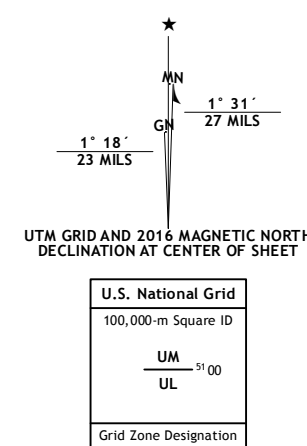 MN
1° 31´
27 MILS
GN
1° 18´
23 MILS
UTM GRID AND 2016 MAGNETIC NORTH
DECLINATION AT CENTER OF SHEET
U.S. National Grid
100,000-m Square ID
UM
51 00
UL
Grid Zone Designation